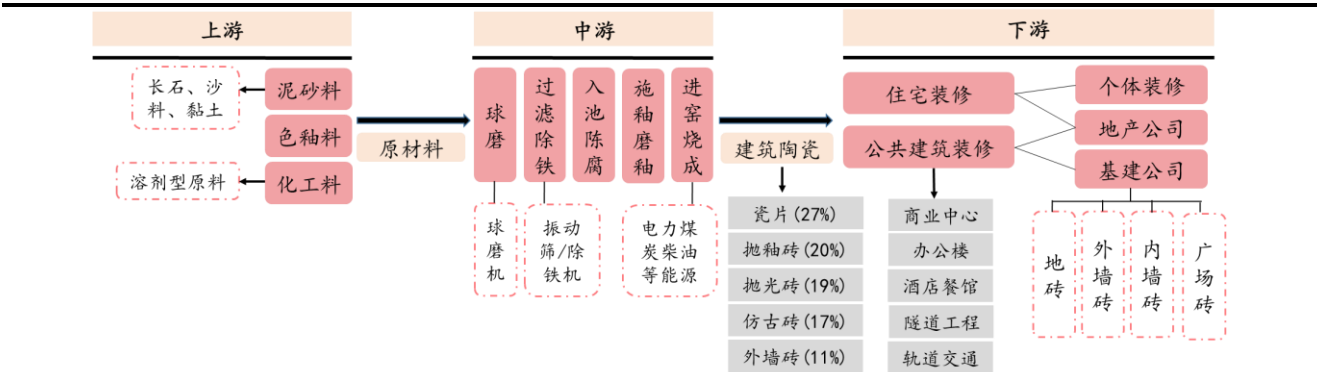 上游
中游
下游
长石、沙
料、黏土
泥砂料
色釉料
化工料
溶剂型原料
原材料
球磨
过滤除铁
入池陈腐
施釉磨釉
进窑烧成
球磨机
振动
筛/除
铁机
电力煤
炭柴油
等能源
建筑陶瓷
瓷片(27%)
抛釉砖(20%)
抛光砖(19%)
仿古砖(17%)
外墙砖(11%)
住宅装修
公共建筑装修
商业中心
办公楼
酒店餐馆
隧道工程
轨道交通
个体装修
地产公司
基建公司
地砖
外墙砖
内墙砖
广场砖